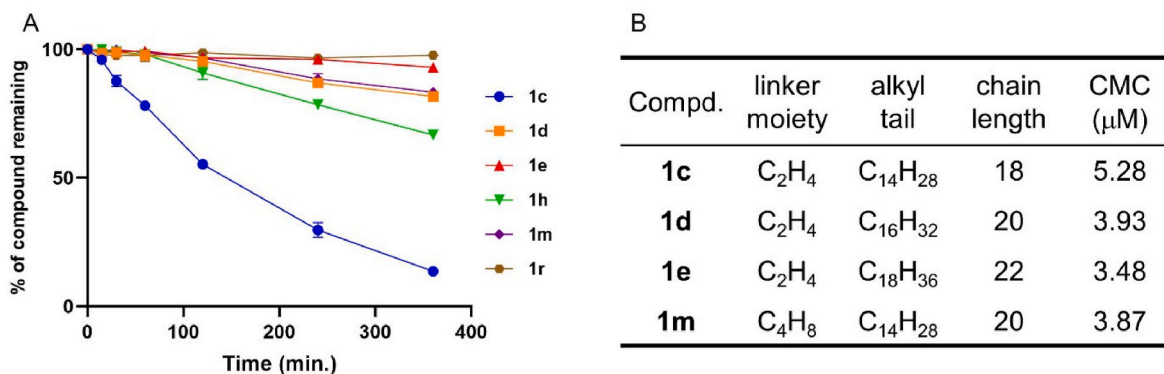 A
% of compound remaining
100
50
0
0 100 200 300 400
Time (min.)
1c
1d
1e
1h
1m
1r
B
Compd. linker moiety alkyl tail chain length CMC (μM)
1c C₂H₄ C₁₄H₂₈ 18 5.28
1d C₂H₄ C₁₆H₃₂ 20 3.93
1e C₂H₄ C₁₈H₃₆ 22 3.48
1m C₄H₈ C₁₄H₂₈ 20 3.87